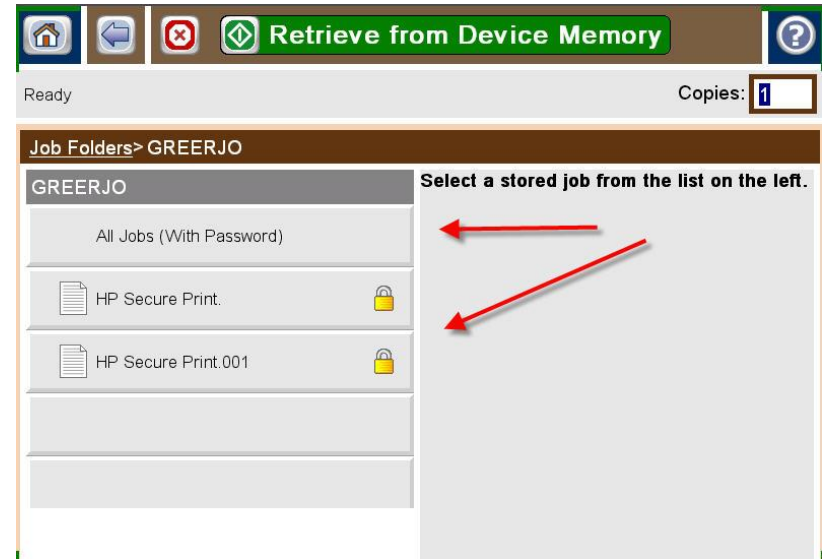 Retrieve from Device Memory
?
Ready
Copies: 1
Job Folders> GREERJO
GREERJO
Select a stored job from the list on the left.
All Jobs (With Password)
HP Secure Print.
HP Secure Print.001